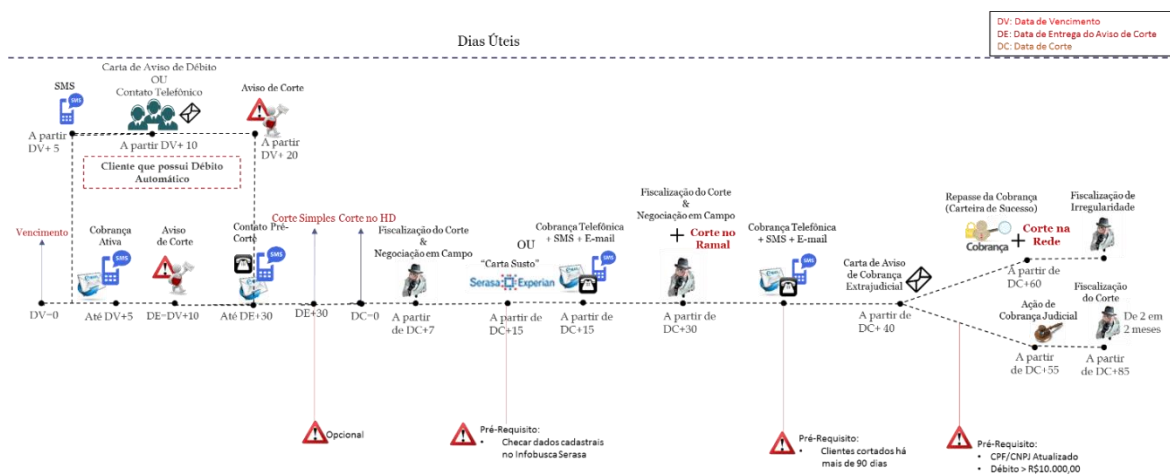 DV: Data de Vencimento
DE: Data de Entrega do Aviso de Corte
DC: Data de Corte
Dias Úteis
SMS
SMS
A partir
DV+ 5
Carta de Aviso de Débito
OU
Contato Telefônico
A partir DV+ 10
Aviso de Corte
A partir
DV+ 20
Cliente que possui Débito
Automático
Vencimento
DV=0
Cobrança
Ativa
SMS
Até DV+5
Aviso
de Corte
DE=DV+10
Contato Pré-
Corte
SMS
Até DE+30
Corte Simples
DE+30
Corte no HD
DC=0
Fiscalização do Corte
&
Negociação em Campo
A partir
de DC+7
OU
"Carta Susto"
Serasa Experian
A partir de
DC+15
Cobrança Telefônica
+ SMS + E-mail
SMS
A partir de
DC+15
Fiscalização do Corte
&
Negociação em Campo
+ Corte no
Ramal
A partir de
DC+30
Cobrança Telefônica
+ SMS + E-mail
SMS
Carta de Aviso
de Cobrança
Extrajudicial
A partir de
DC+ 40
Repasse da Cobrança
(Carteira de Sucesso)
Cobrança
+ Corte na
Rede
A partir de
DC+60
Fiscalização de
Irregularidade
Ação de
Cobrança Judicial
A partir
de DC+55
Fiscalização
do Corte
De 2 em
2 meses
A partir
de DC+85
Opcional
Pré-Requisito:
• Checar dados cadastrais
no Infobusca Serasa
Pré-Requisito:
• Clientes cortados há
mais de 90 dias
Pré-Requisito:
• CPF/CNPJ Atualizado
• Débito > R$10.000,00